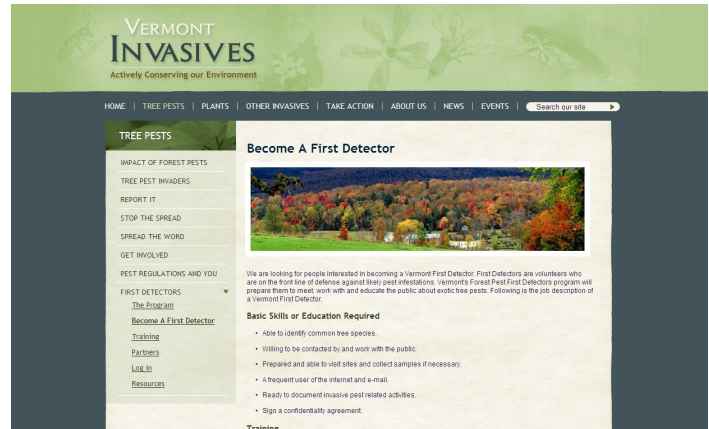 VERMONT
INVASIVES
Actively Conserving our Environment
HOME | TREE PESTS | PLANTS | OTHER INVASIVES | TAKE ACTION | ABOUT US | NEWS | EVENTS | Search our site
TREE PESTS
IMPACT OF FOREST PESTS
TREE PEST INVADERS
REPORT IT
STOP THE SPREAD
SPREAD THE WORD
GET INVOLVED
PEST REGULATIONS AND YOU
FIRST DETECTORS
The Program
Become A First Detector
Training
Partners
Log In
Resources
Become A First Detector
We are looking for people interested in becoming a Vermont First Detector. First Detectors are volunteers who
are on the front line of defense against likely pest infestations. Vermont's Forest Pest First Detectors program will
prepare them to meet, work with and educate the public about exotic tree pests. Following is the job description of
a Vermont First Detector.
Basic Skills or Education Required
• Able to identify common tree species.
• Willing to be contacted by and work with the public.
• Prepared and able to visit sites and collect samples if necessary.
• A frequent user of the internet and e-mail.
• Ready to document invasive pest related activities.
• Sign a confidentiality agreement.
Training